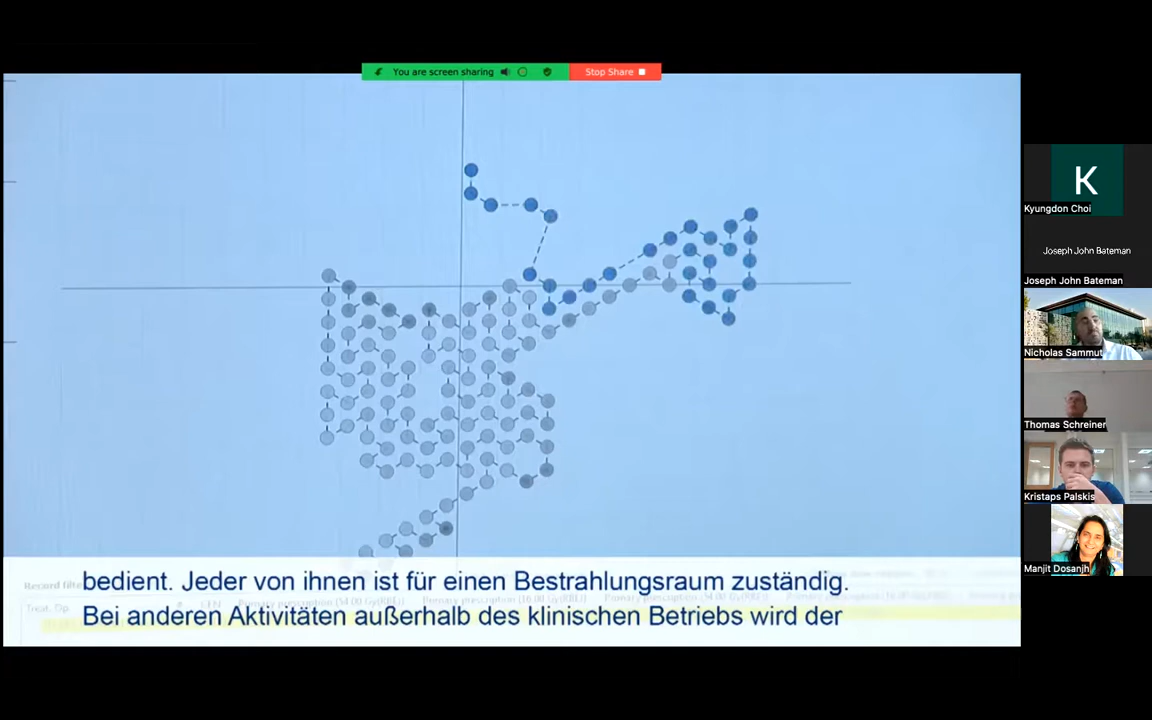 You are screen sharing
Stop Share
K
Kyungdon Choi
Joseph John Bateman
Joseph John Bateman
Nicholas Sammut
Thomas Schreiner
Kristaps Palskis
Manjit Dosanjh
bedient. Jeder von ihnen ist für einen Bestrahlungsraum zuständig.
Bei anderen Aktivitäten außerhalb des klinischen Betriebs wird der